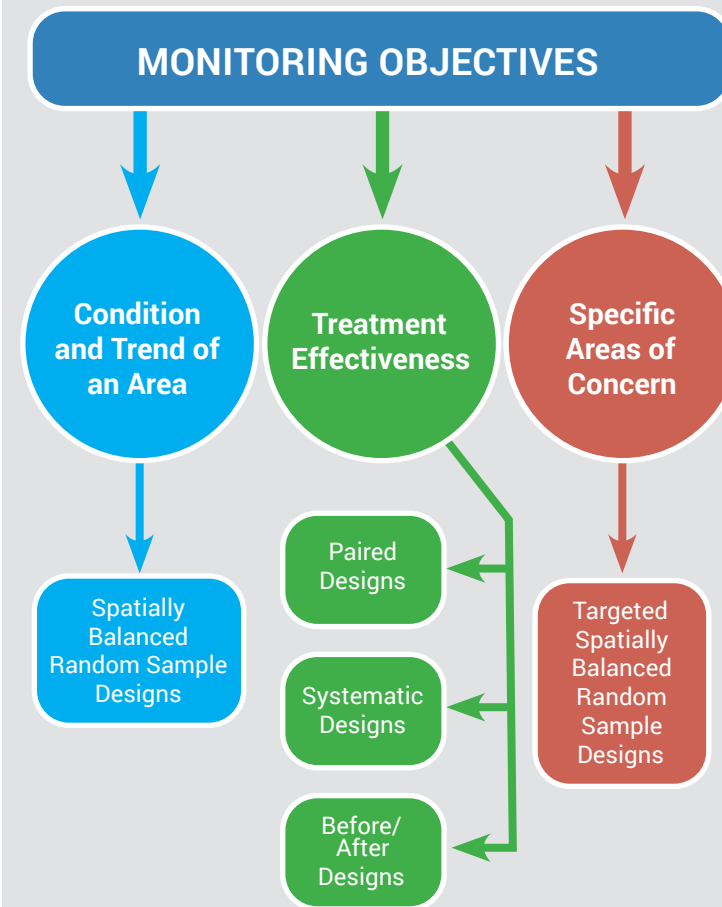 MONITORING OBJECTIVES
Condition
and Trend of
an Area
Treatment
Effectiveness
Specific
Areas of
Concern
Spatially
Balanced
Random Sample
Designs
Paired
Designs
Systematic
Designs
Before/
After
Designs
Targeted
Spatially
Balanced
Random
Sample
Designs